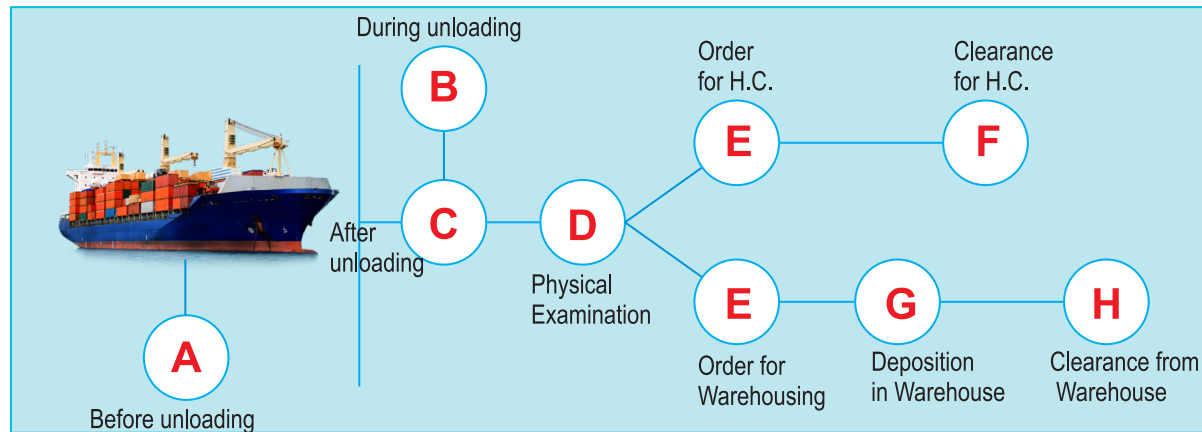 During unloading
B
Order
for H.C.
E
Clearance
for H.C.
F
After
unloading
C
D
Physical
Examination
E
Order for
Warehousing
G
Deposition
in Warehouse
H
Clearance from
Warehouse
A
Before unloading